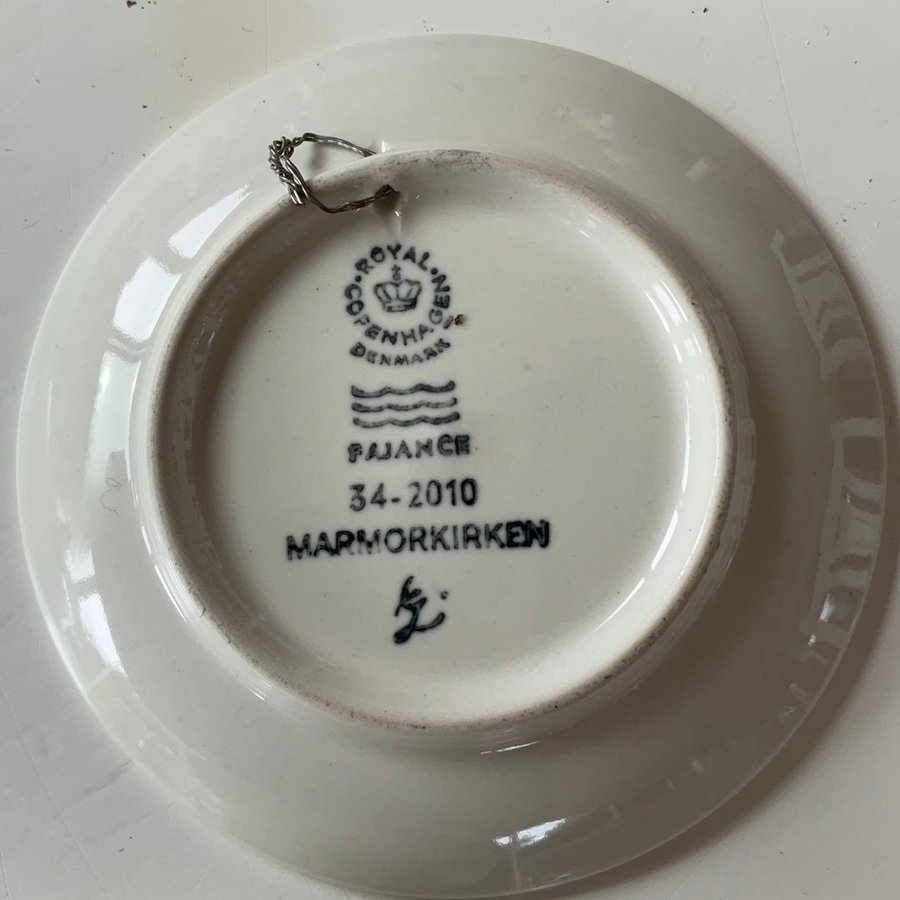 ROYAL · COPENHAGEN ·
DENMARK
FAJANCE
34-2010
MARMORKIRKEN